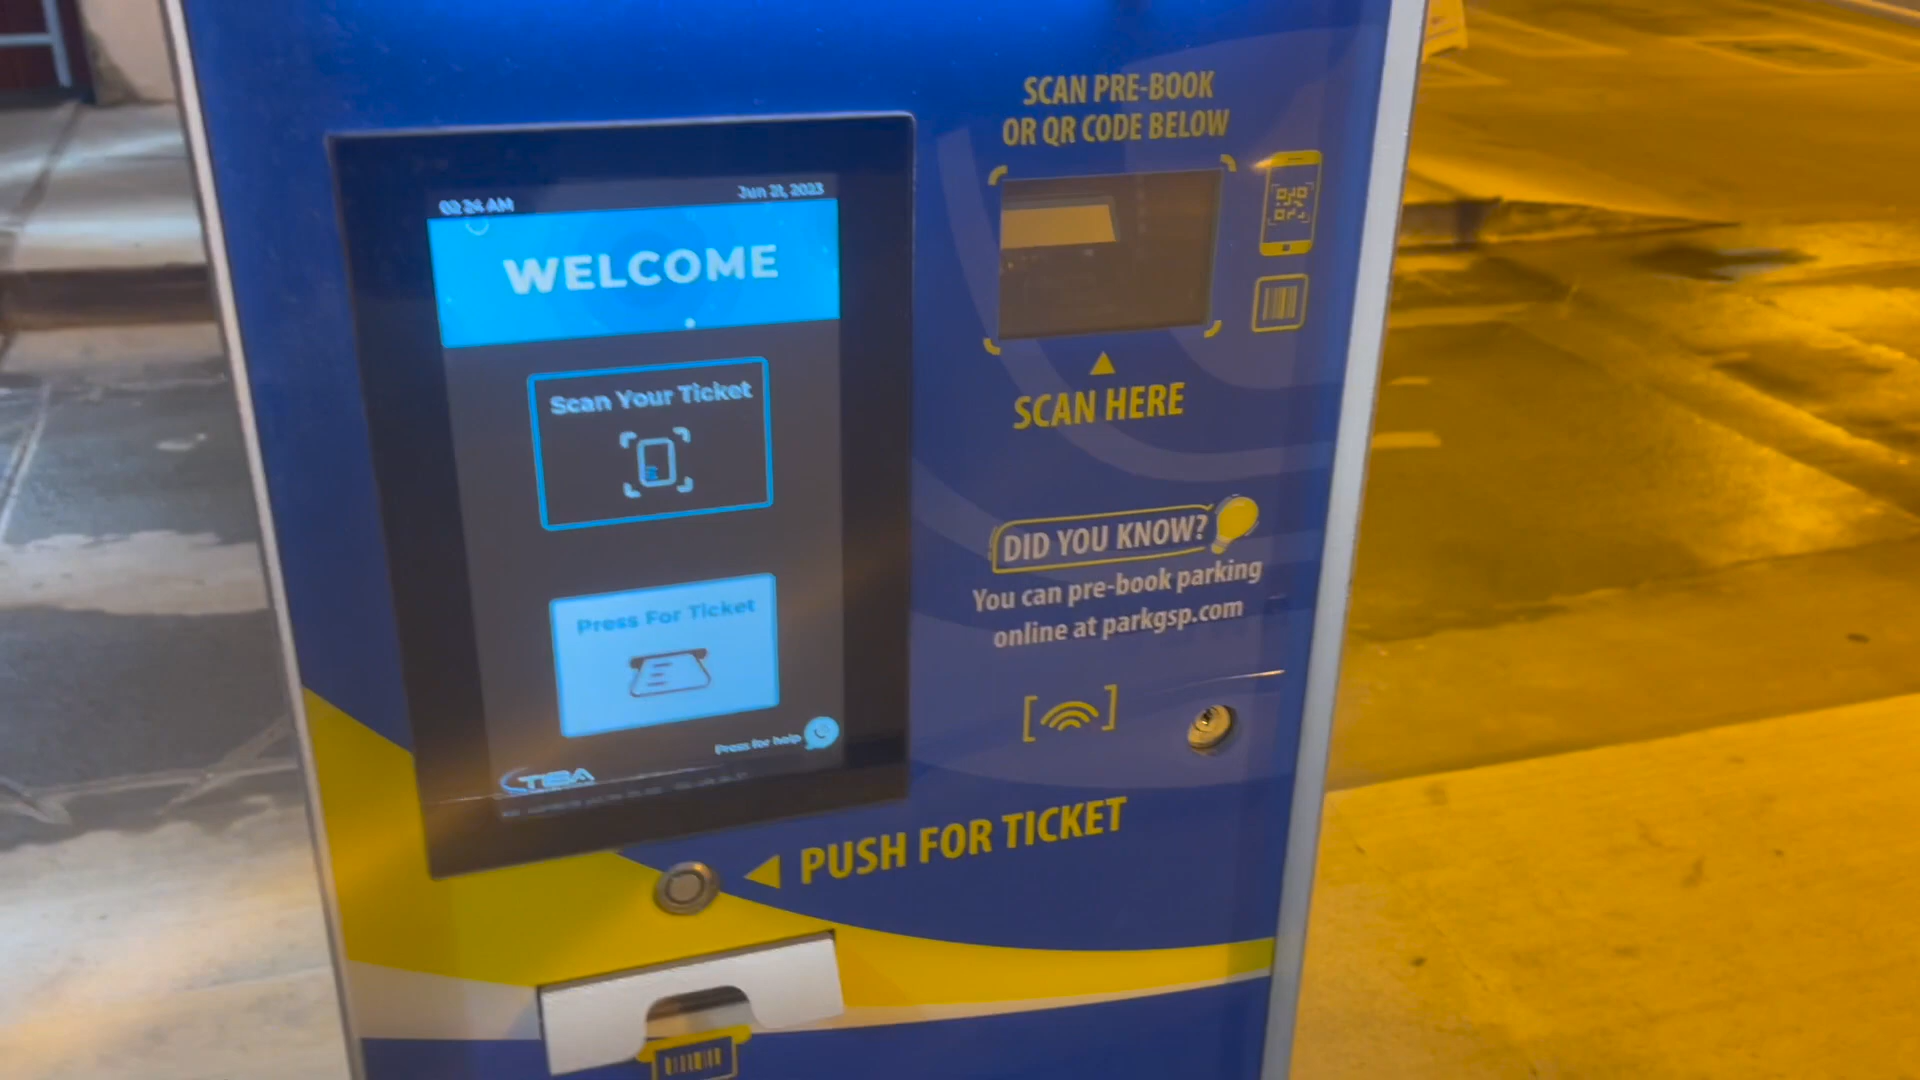 SCAN PRE-BOOK
OR QR CODE BELOW
02:24 AM
Jun 21, 2023
WELCOME
Scan Your Ticket
SCAN HERE
DID YOU KNOW?
You can pre-book parking
online at parkgsp.com
Press For Ticket
Press for help
TIBA
PUSH FOR TICKET